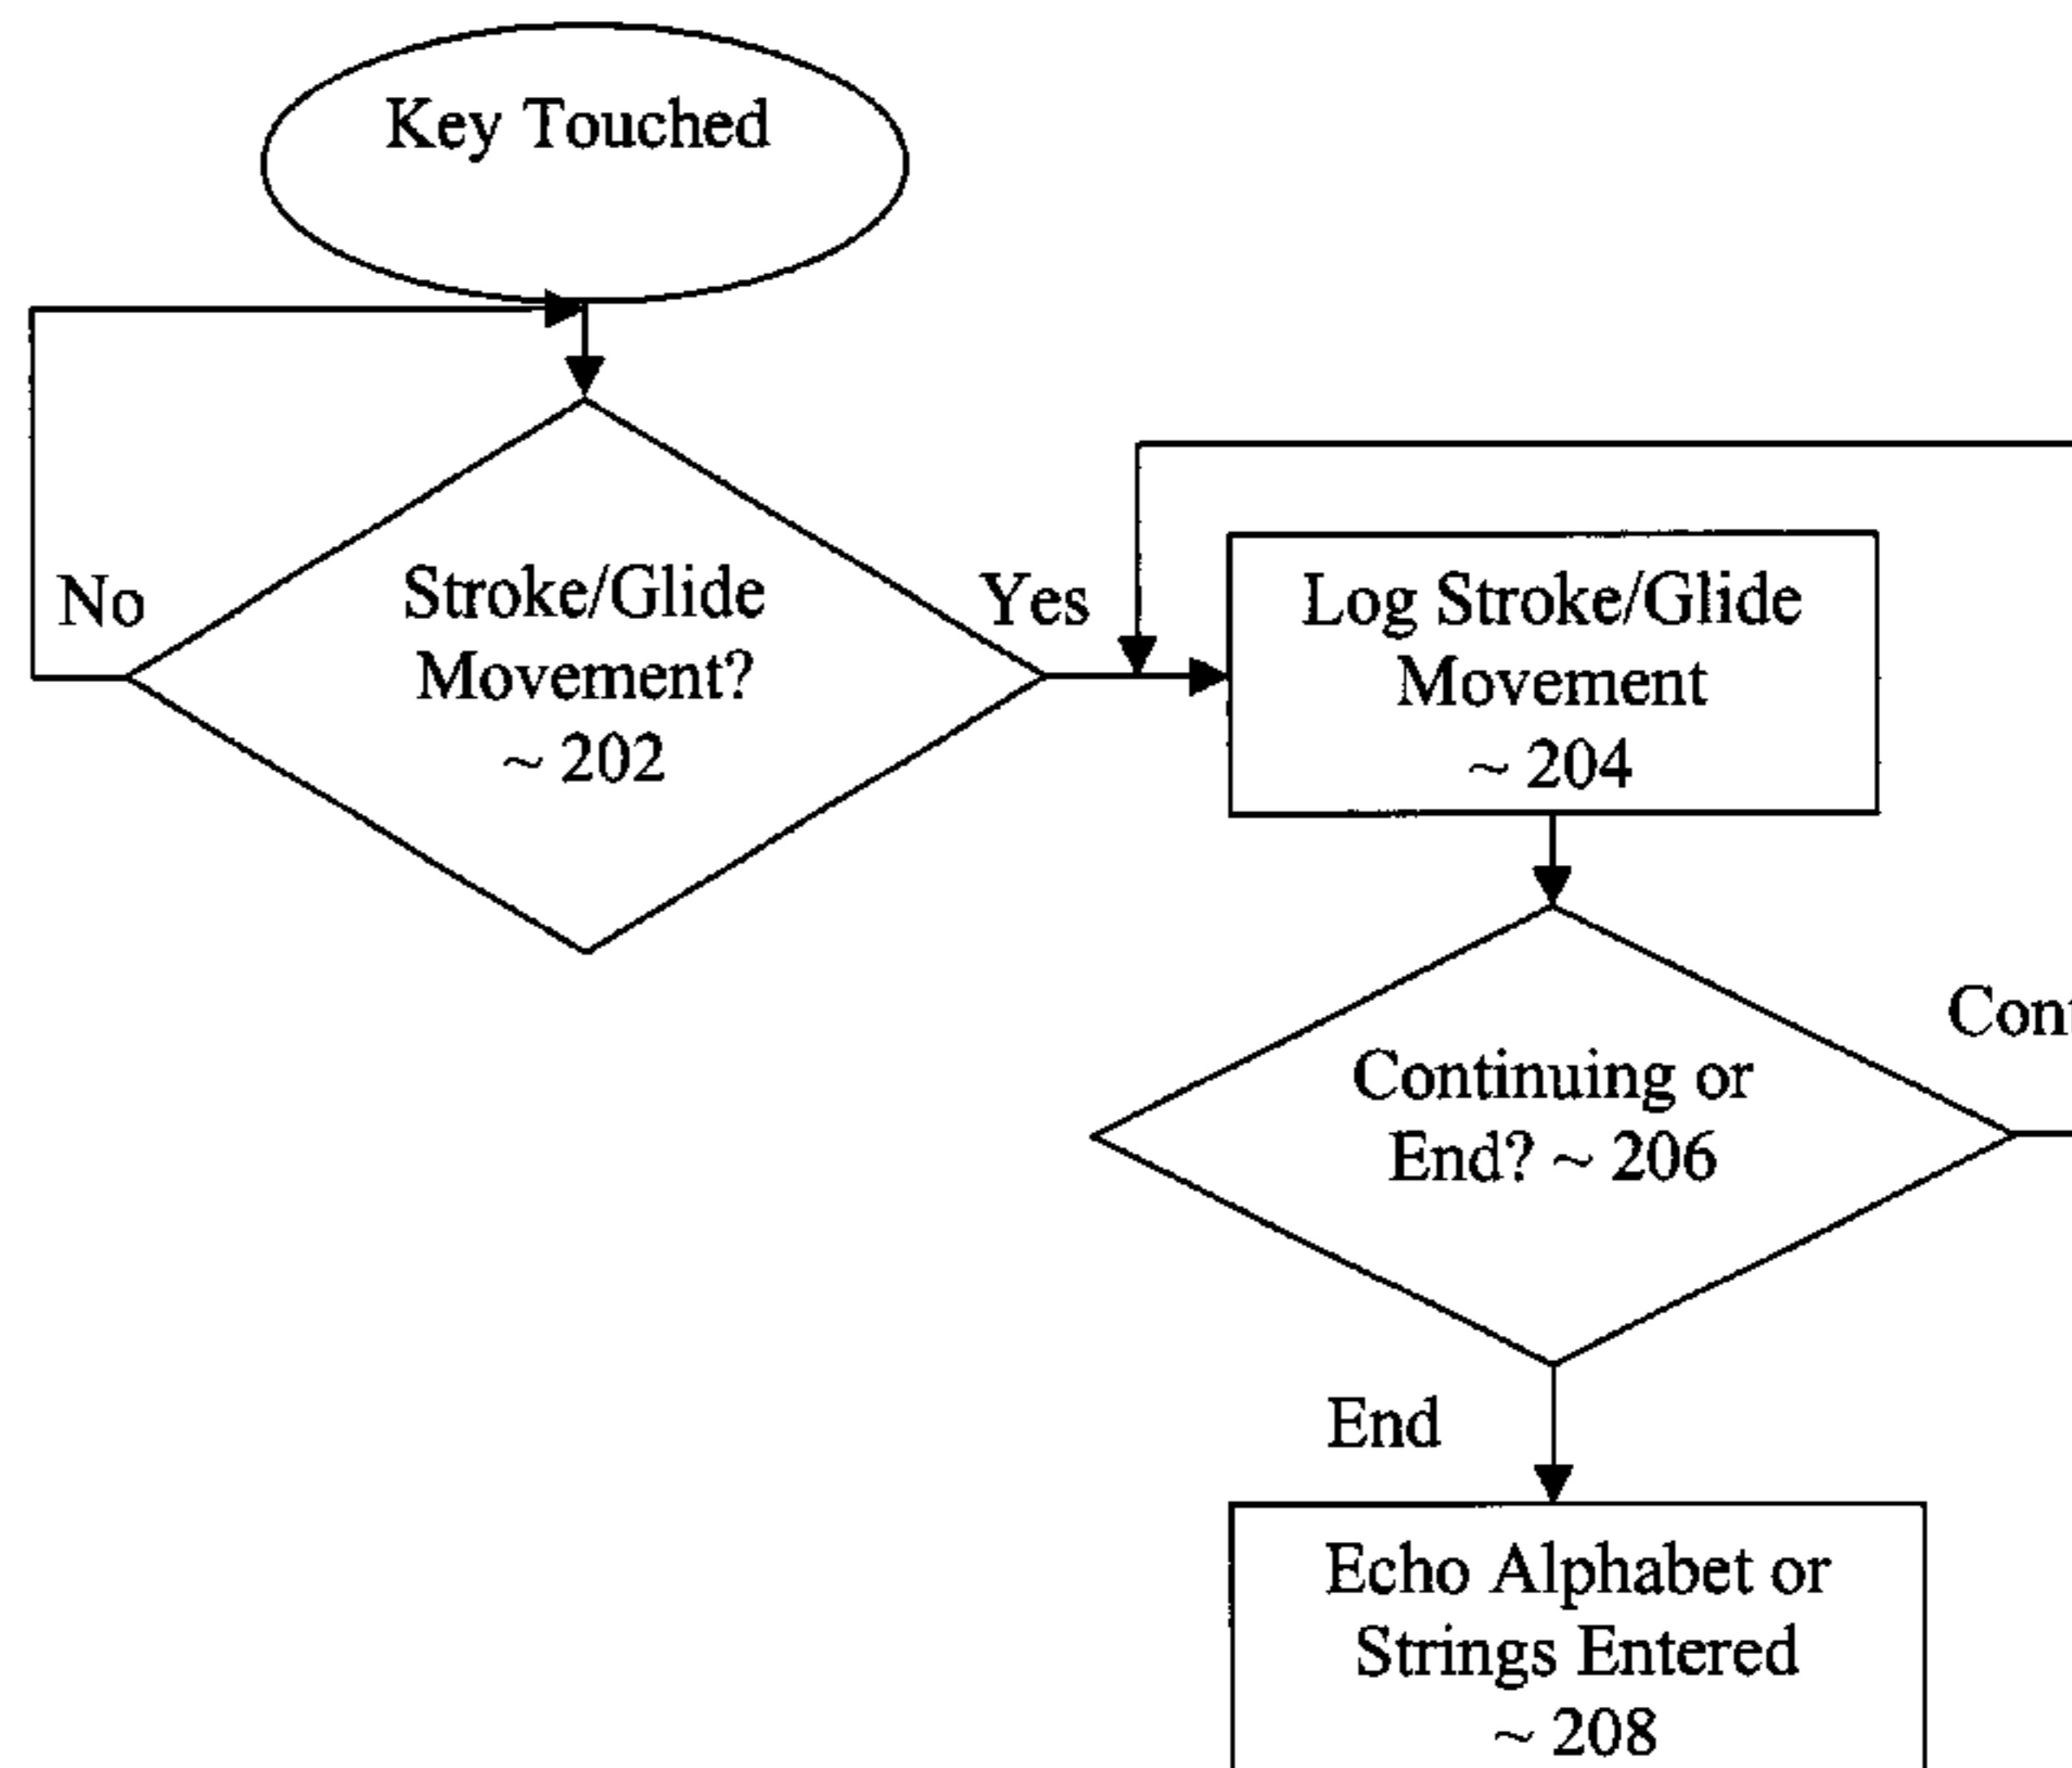 Key Touched
No
Stroke/Glide
Movement?
~ 202
Yes
Log Stroke/Glide
Movement
~ 204
Continuing or
End? ~ 206
End
Echo Alphabet or
Strings Entered
~ 208